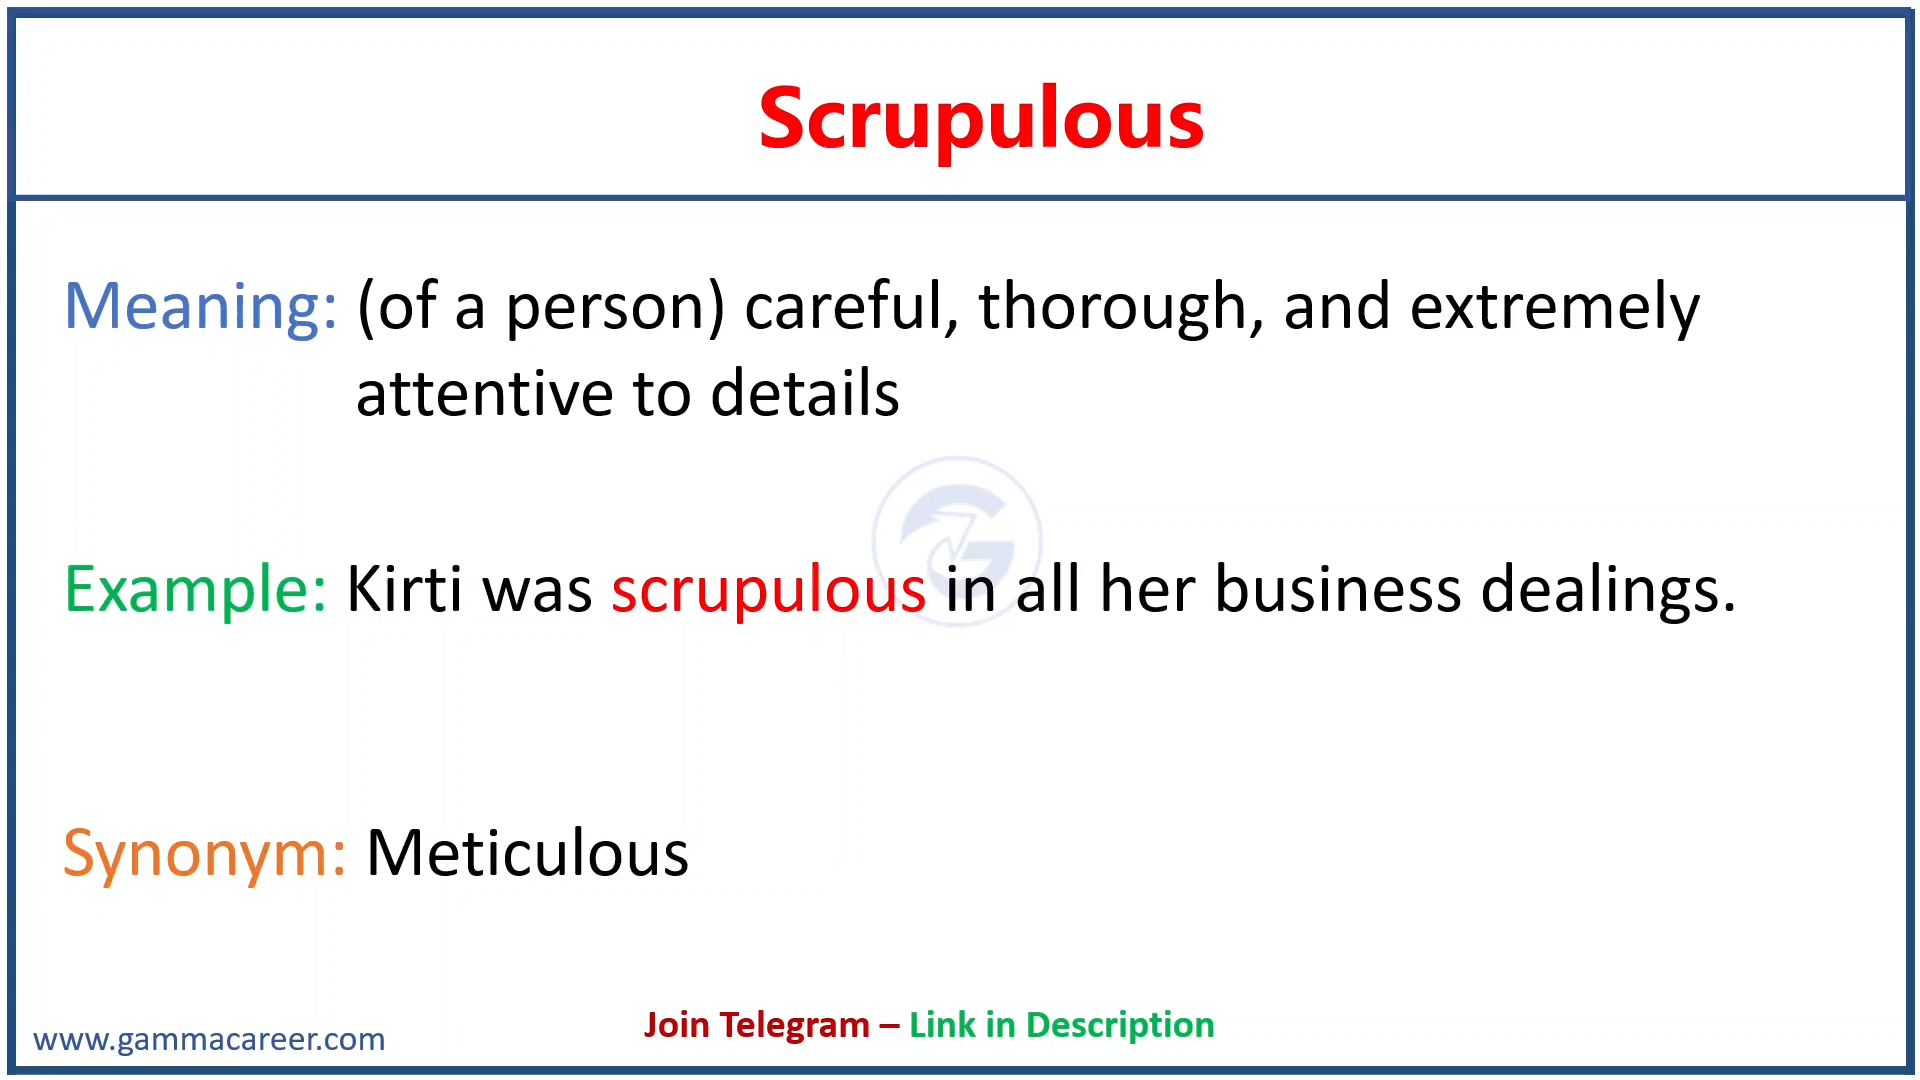 Scrupulous
Meaning: (of a person) careful, thorough, and extremely
attentive to details
Example: Kirti was scrupulous in all her business dealings.
Synonym: Meticulous
Join Telegram – Link in Description
www.gammacareer.com